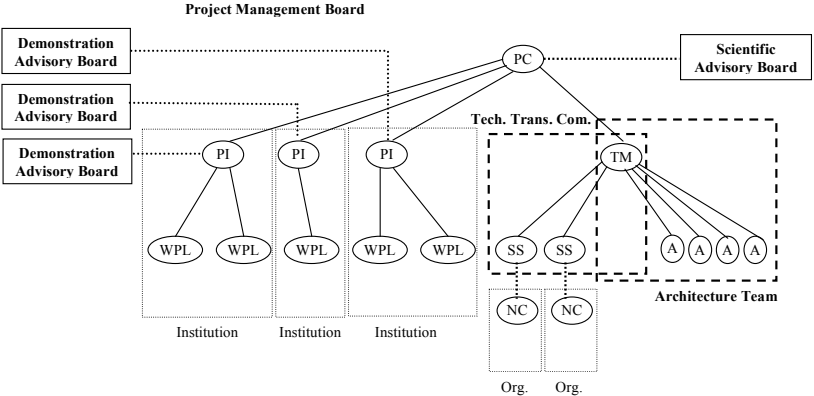 Project Management Board
Demonstration
Advisory Board
PC
Scientific
Advisory Board
Demonstration
Advisory Board
Tech. Trans. Com.
Demonstration
Advisory Board
PI
PI
PI
TM
WPL
WPL
WPL
WPL
WPL
SS
SS
A
A
A
A
Architecture Team
NC
NC
Institution
Institution
Institution
Org.
Org.